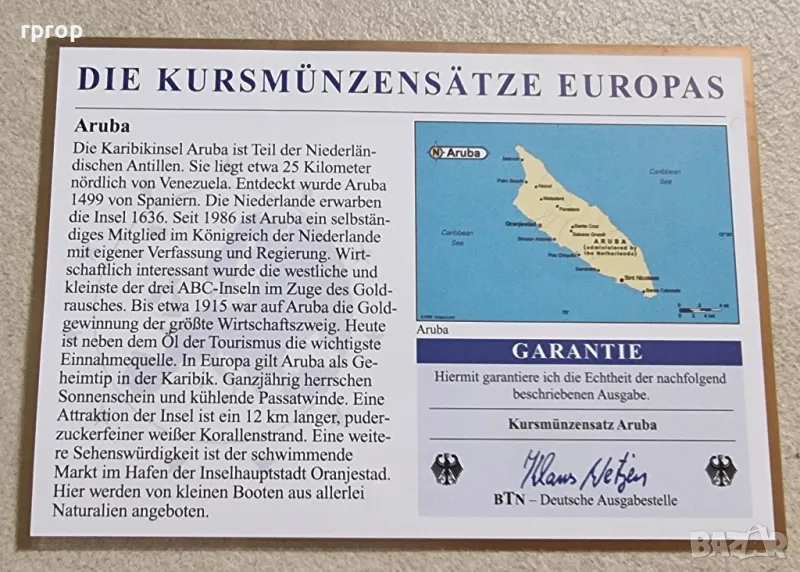 rprop
DIE KURSMÜNZENSÄTZE EUROPAS
Aruba
Die Karibikinsel Aruba ist Teil der Niederlän-
dischen Antillen. Sie liegt etwa 25 Kilometer
nördlich von Venezuela. Entdeckt wurde Aruba
1499 von Spaniern. Die Niederlande erwarben
die Insel 1636. Seit 1986 ist Aruba ein selbstän-
diges Mitglied im Königreich der Niederlande
mit eigener Verfassung und Regierung. Wirt-
schaftlich interessant wurde die westliche und
kleinste der drei ABC-Inseln im Zuge des Gold-
rausches. Bis etwa 1915 war auf Aruba die Gold-
gewinnung der größte Wirtschaftszweig. Heute
ist neben dem Öl der Tourismus die wichtigste
Einnahmequelle. In Europa gilt Aruba als Ge-
heimtip in der Karibik. Ganzjährig herrschen
Sonnenschein und kühlende Passatwinde. Eine
Attraktion der Insel ist ein 12 km langer, puder-
zuckerfeiner weißer Korallenstrand. Eine weite-
re Sehenswürdigkeit ist der schwimmende
Markt im Hafen der Inselhauptstadt Oranjestad.
Hier werden von kleinen Booten aus allerlei
Naturalien angeboten.
N Aruba
Caribbean
Sea
Malmok
Palm Beach
Noord
Oranjestad
Santa Cruz
Caribbean
Sea
ARUBA
(administered by
the Netherlands)
Sint Nicolaas
Aruba
GARANTIE
Hiermit garantiere ich die Echtheit der nachfolgend
beschriebenen Ausgabe.
Kursmünzensatz Aruba
BTN – Deutsche Ausgabestelle
BAZAR